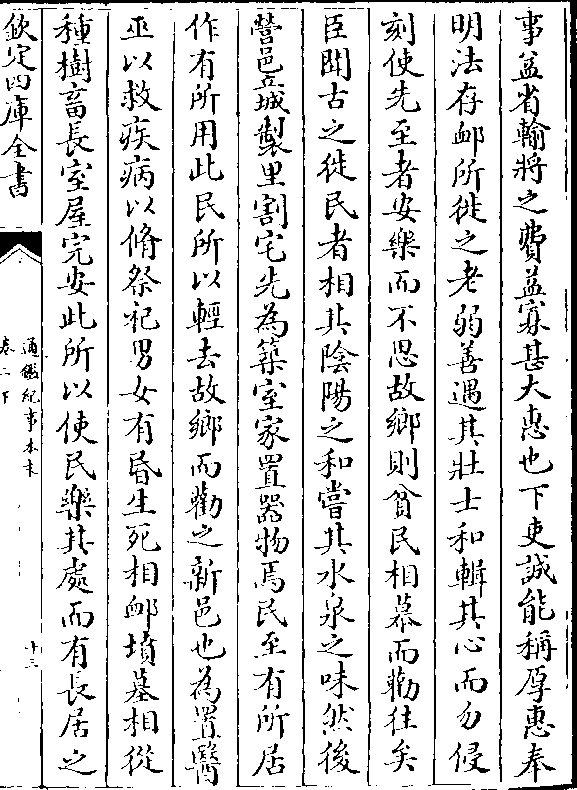 事益省輸將之費益寡甚大惠也下吏誠能稱厚惠奉
明法存䘏所徙之老弱善遇其壯士和輯其心而勿侵
刻使先至者安樂而不思故鄉則貧民相慕而勸往矣
臣聞古之徙民者相其陰陽之和嘗其水泉之味然後
營邑立城製里割宅先為築室家置器物焉民至有所居
作有所用此民所以輕去故鄉而勸之新邑也為置醫
巫以救疾病以脩祭祀男女有昏生死相䘏墳墓相從
種樹畜長室屋完安此所以使民樂其處而有長居之
欽定四庫全書
通鑑紀事本末
卷二下
十三